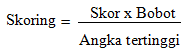 Skoring = Skor x Bobot
Angka tertinggi